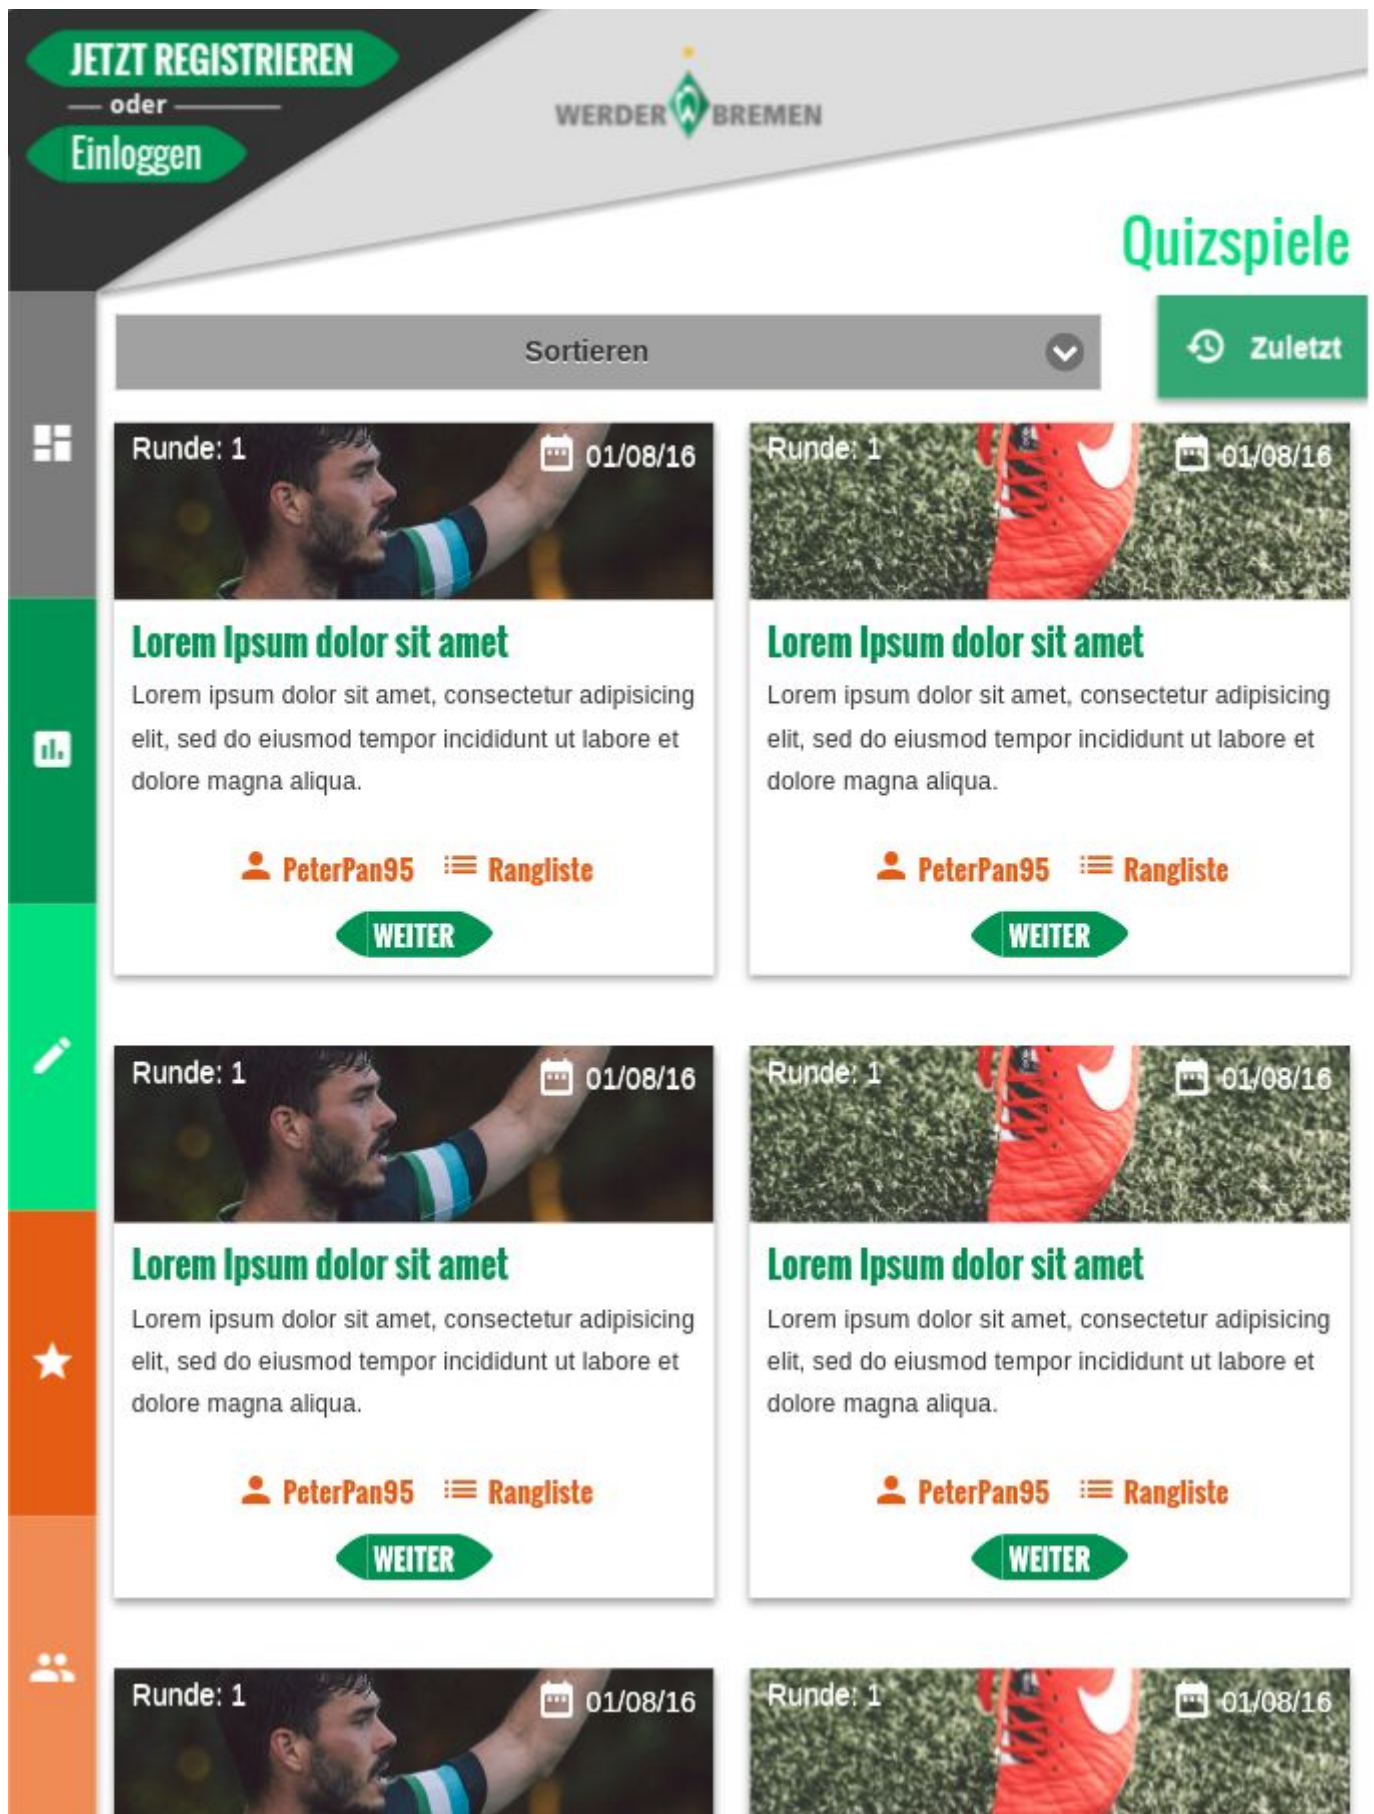 JETZT REGISTRIEREN
oder
Einloggen
WERDER BREMEN
Quizspiele
Sortieren
Zuletzt
Runde: 1
01/08/16
Lorem Ipsum dolor sit amet
Lorem ipsum dolor sit amet, consectetur adipisicing
elit, sed do eiusmod tempor incididunt ut labore et
dolore magna aliqua.
PeterPan95 Rangliste
WEITER
Runde: 1
01/08/16
Lorem Ipsum dolor sit amet
Lorem ipsum dolor sit amet, consectetur adipisicing
elit, sed do eiusmod tempor incididunt ut labore et
dolore magna aliqua.
PeterPan95 Rangliste
WEITER
Runde: 1
01/08/16
Lorem Ipsum dolor sit amet
Lorem ipsum dolor sit amet, consectetur adipisicing
elit, sed do eiusmod tempor incididunt ut labore et
dolore magna aliqua.
PeterPan95 Rangliste
WEITER
Runde: 1
01/08/16
Lorem Ipsum dolor sit amet
Lorem ipsum dolor sit amet, consectetur adipisicing
elit, sed do eiusmod tempor incididunt ut labore et
dolore magna aliqua.
PeterPan95 Rangliste
WEITER
Runde: 1
01/08/16
Runde: 1
01/08/16